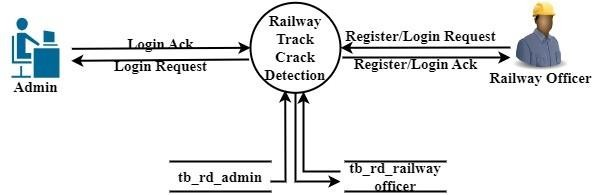 Railway
Track
Crack
Detection
Login Ack
Login Request
Admin
Register/Login Request
Register/Login Ack
Railway Officer
tb_rd_admin
tb_rd_railway
officer